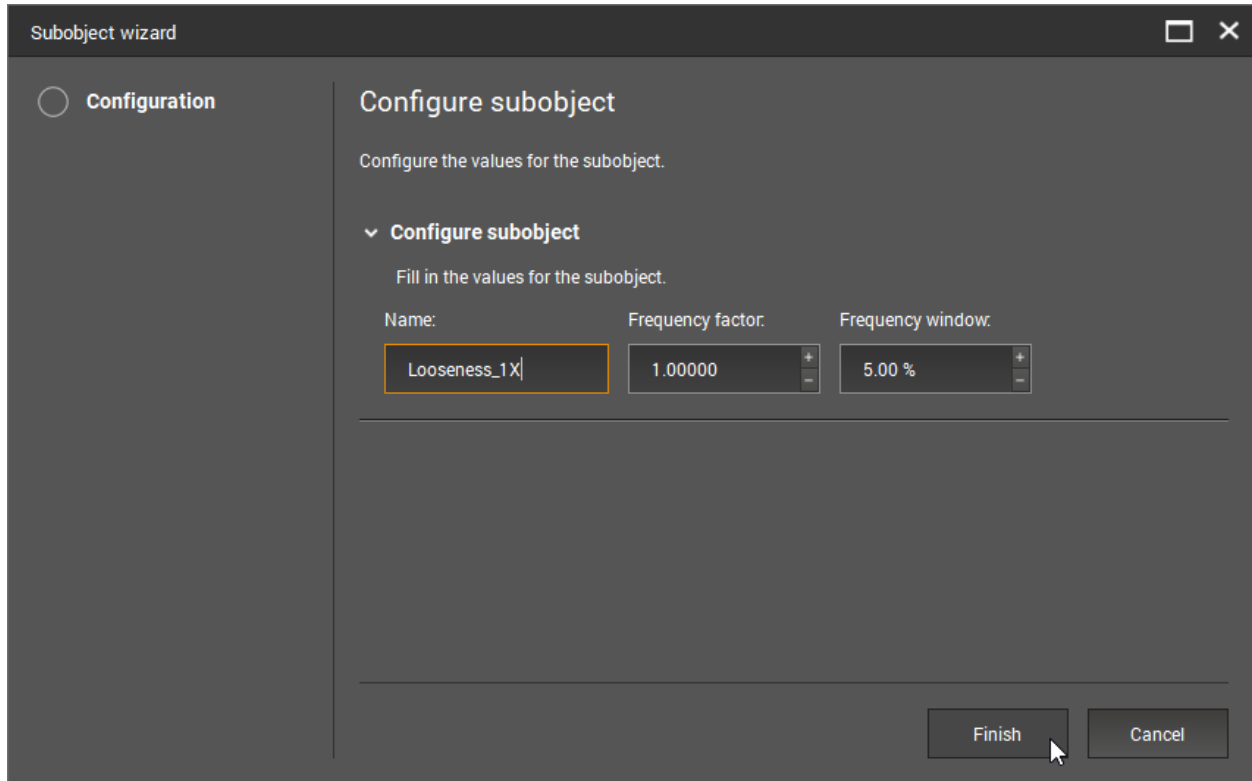 Subobject wizard
Configuration
Configure subobject
Configure the values for the subobject.
Configure subobject
Fill in the values for the subobject.
Name: Frequency factor: Frequency window:
Looseness_1X 1.00000 + - 5.00 % + -
Finish Cancel